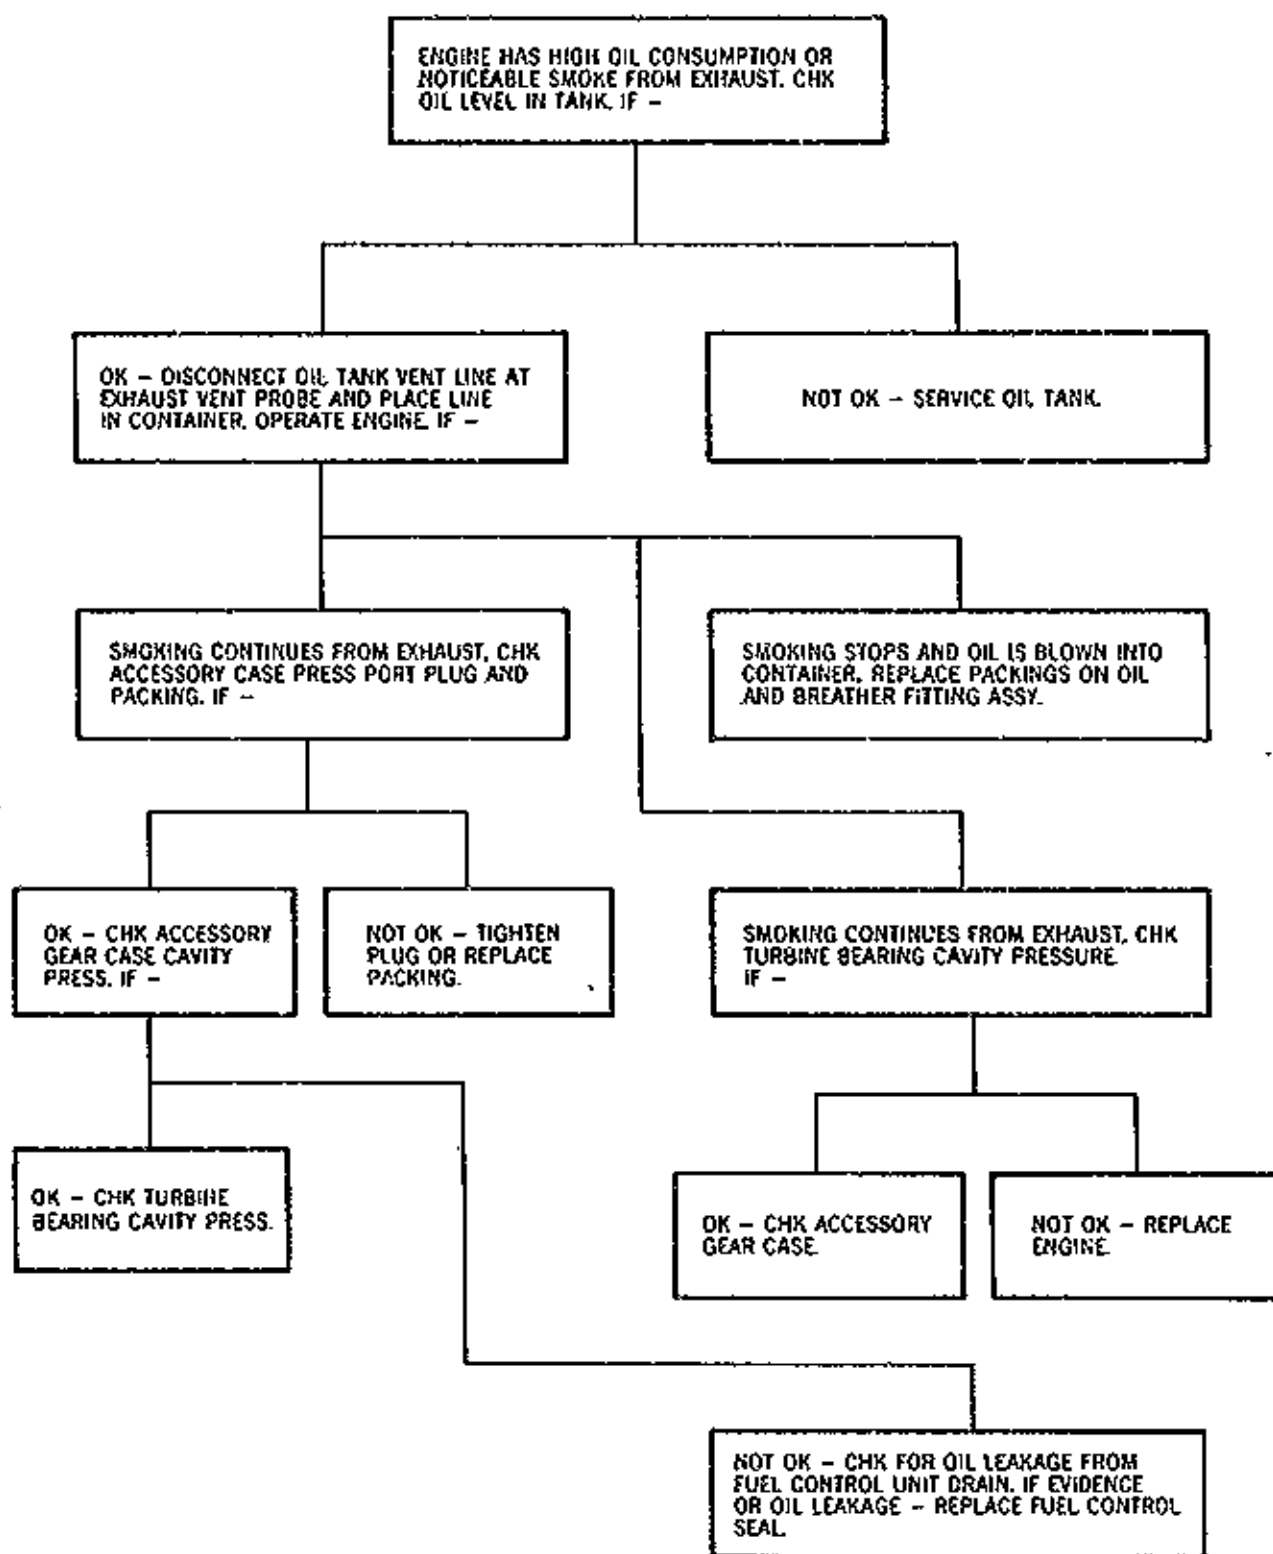 ENGINE HAS HIGH OIL CONSUMPTION OR
NOTICEABLE SMOKE FROM EXHAUST. CHK
OIL LEVEL IN TANK. IF –
OK – DISCONNECT OIL TANK VENT LINE AT
EXHAUST VENT PROBE AND PLACE LINE
IN CONTAINER. OPERATE ENGINE. IF –
NOT OK – SERVICE OIL TANK.
SMOKING CONTINUES FROM EXHAUST, CHK
ACCESSORY CASE PRESS PORT PLUG AND
PACKING. IF –
SMOKING STOPS AND OIL IS BLOWN INTO
CONTAINER. REPLACE PACKINGS ON OIL
AND BREATHER FITTING ASSY.
OK – CHK ACCESSORY
GEAR CASE CAVITY
PRESS. IF –
NOT OK – TIGHTEN
PLUG OR REPLACE
PACKING.
SMOKING CONTINUES FROM EXHAUST, CHK
TURBINE BEARING CAVITY PRESSURE.
IF –
OK – CHK TURBINE
BEARING CAVITY PRESS.
OK – CHK ACCESSORY
GEAR CASE.
NOT OK – REPLACE
ENGINE.
NOT OK – CHK FOR OIL LEAKAGE FROM
FUEL CONTROL UNIT DRAIN. IF EVIDENCE
OR OIL LEAKAGE – REPLACE FUEL CONTROL
SEAL.